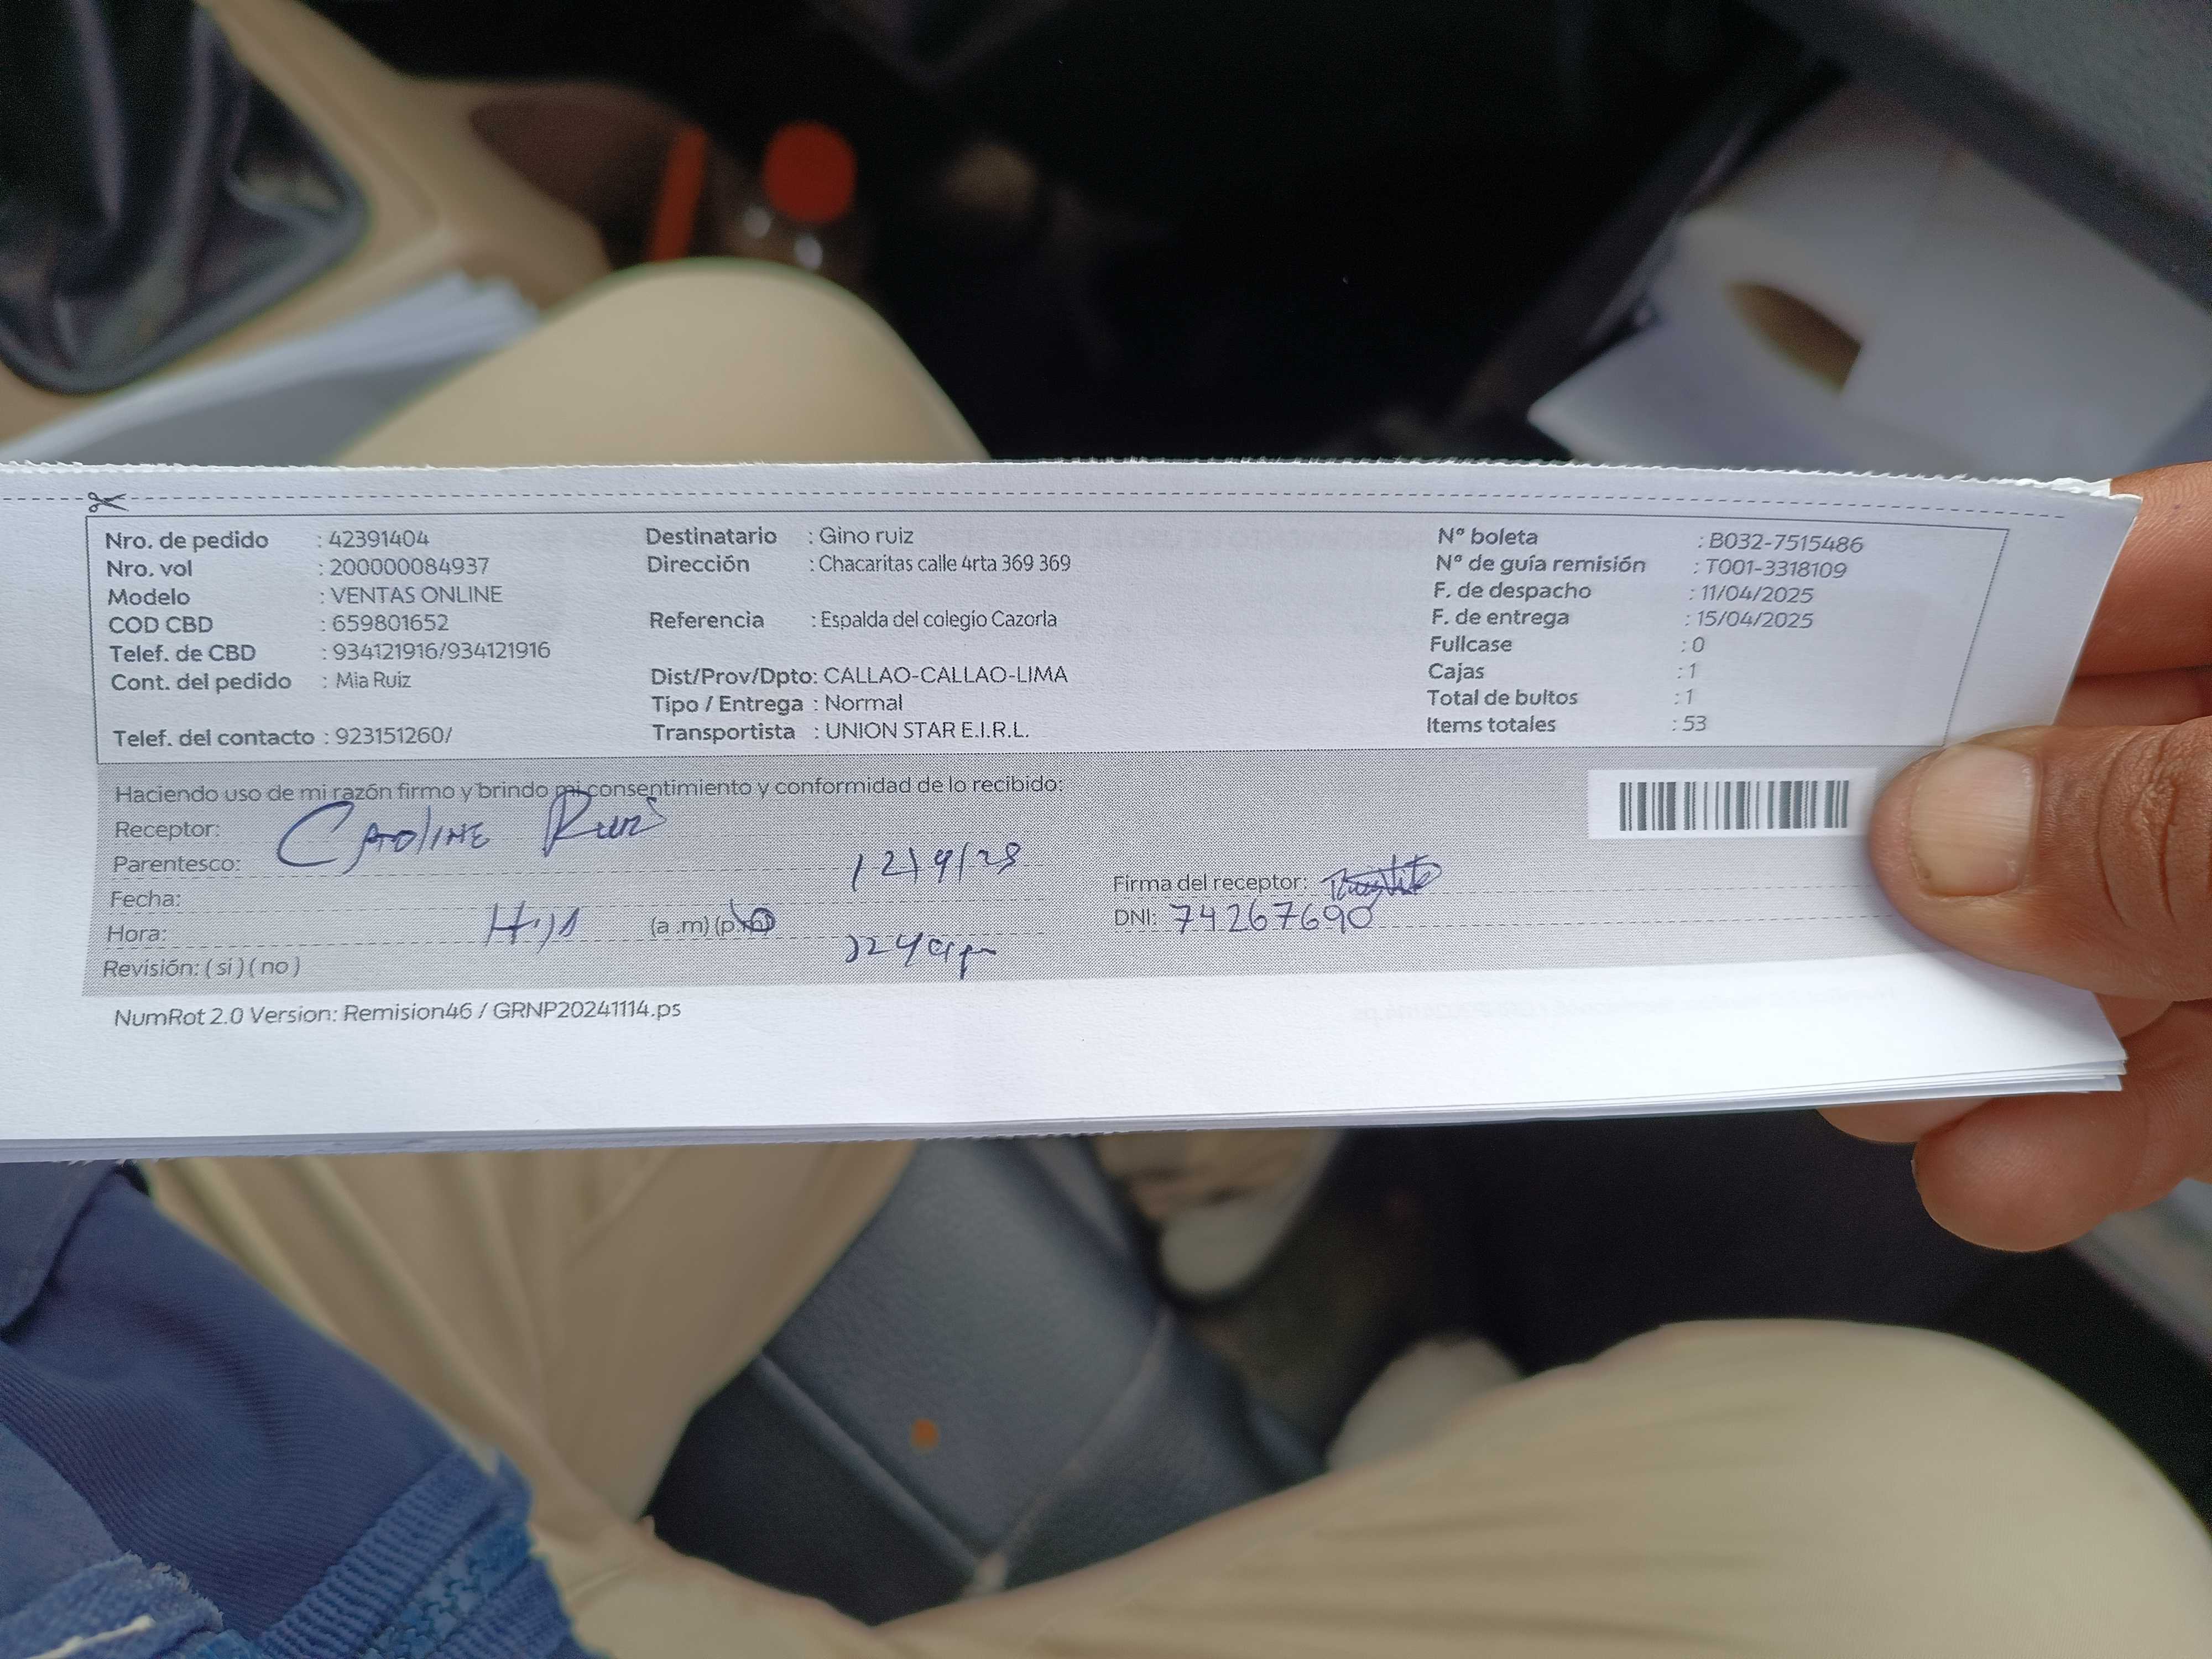 Nro. de pedido : 42391404
Nro. vol : 200000084937
Modelo : VENTAS ONLINE
COD CBD : 659801652
Telef. de CBD : 934121916/934121916
Cont. del pedido : Mia Ruiz
Telef. del contacto : 923151260/
Destinatario : Gino ruiz
Dirección : Chacaritas calle 4rta 369 369
Referencia : Espalda del colegio Cazorla
Dist/Prov/Dpto: CALLAO-CALLAO-LIMA
Tipo / Entrega : Normal
Transportista : UNION STAR E.I.R.L.
Nº boleta : B032-7515486
Nº de guía remisión : T001-3318109
F. de despacho : 11/04/2025
F. de entrega : 15/04/2025
Fullcase : 0
Cajas : 1
Total de bultos : 1
Items totales : 53
Haciendo uso de mi razón firmo y brindo mi consentimiento y conformidad de lo recibido:
Receptor: CAOLINE
Parentesco:
Fecha:
Hora: (a .m) (p.m)
Revisión: ( si ) ( no )
Firma del receptor:
DNI: 74267690
NumRot 2.0 Version: Remision46 / GRNP20241114.ps